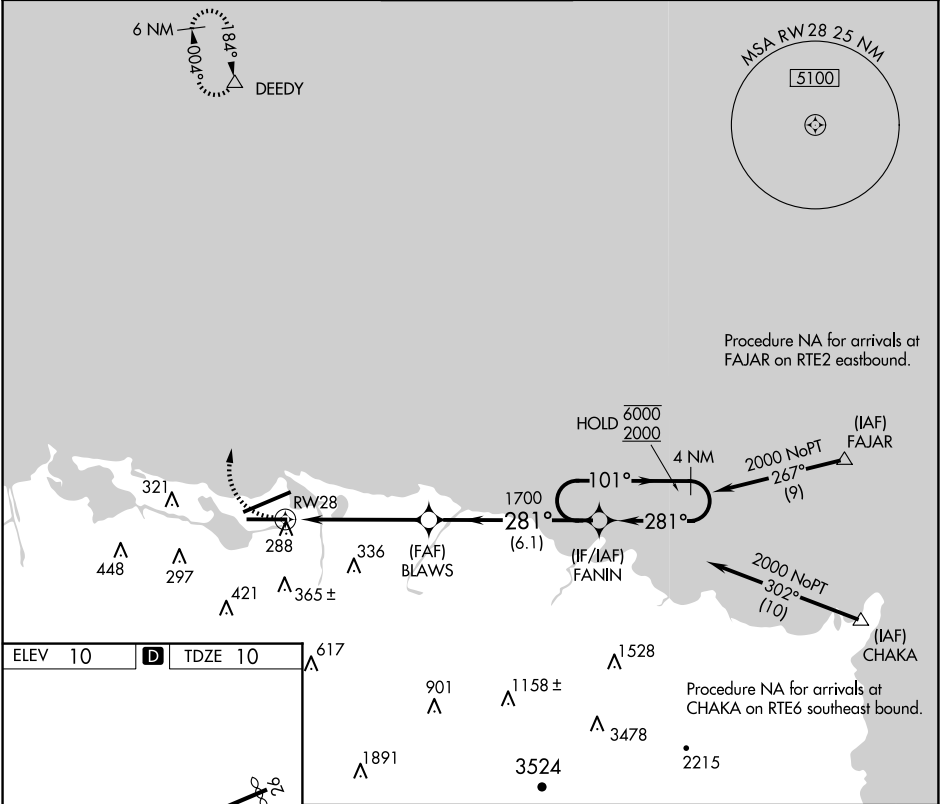 6 NM
184°
004°
DEEDY
MSA RW28 25 NM
5100
Procedure NA for arrivals at
FAJAR on RTE2 eastbound.
HOLD 6000
2000
4 NM
(IAF)
FAJAR
2000 NoPT
267°
(9)
101°
1700
281°
(6.1)
281°
(IF/IAF)
FANIN
(FAF)
BLAWS
RW28
321
288
336
448
297
421
365 ±
2000 NoPT
302°
(10)
(IAF)
CHAKA
ELEV 10 D TDZE 10
617
1528
901
1158 ±
Procedure NA for arrivals at
CHAKA on RTE6 southeast bound.
3478
2215
1891
3524
26